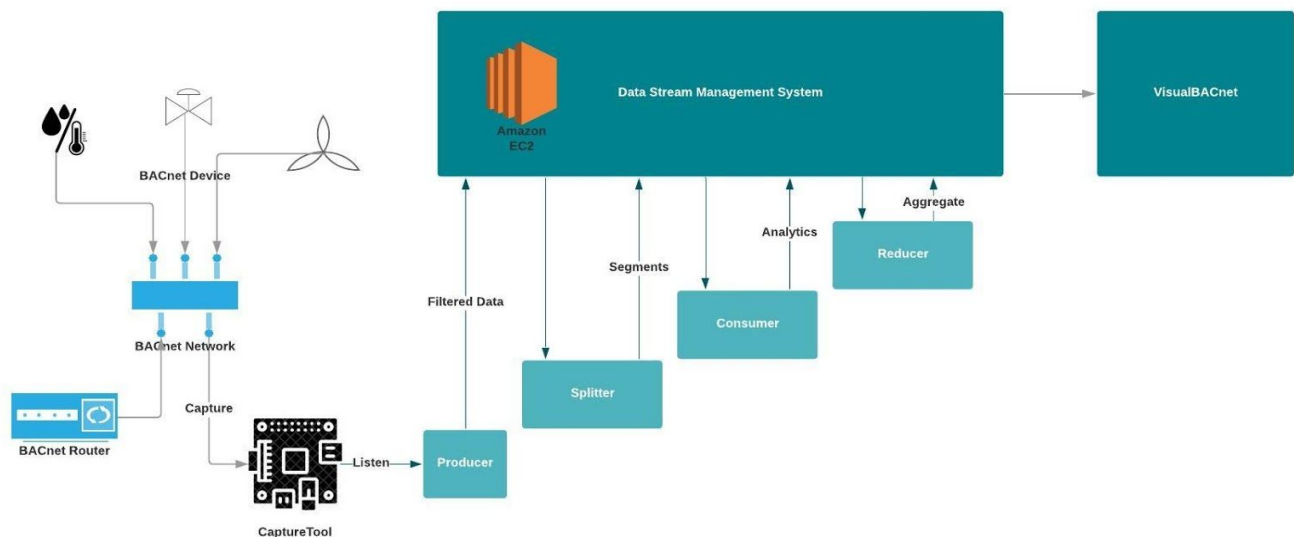 Amazon
EC2
Data Stream Management System
VisualBACnet
BACnet Device
Aggregate
Analytics
Reducer
Segments
Filtered Data
Consumer
BACnet Network
Splitter
Capture
BACnet Router
Listen
Producer
CaptureTool